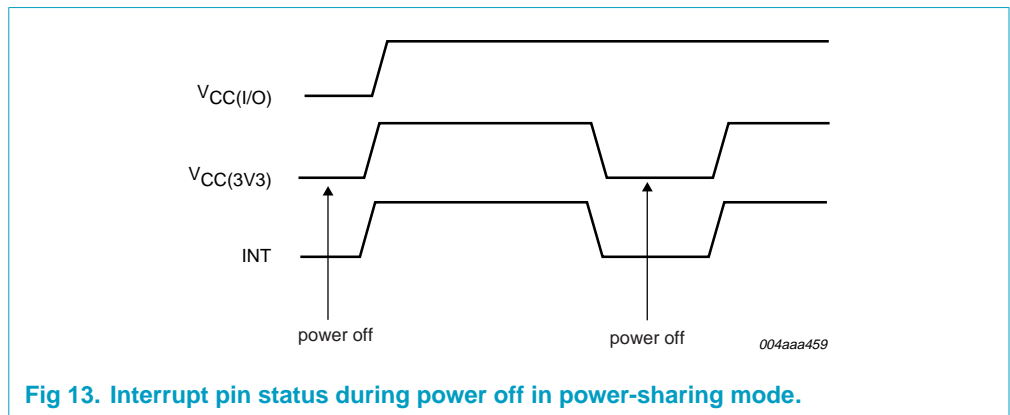 VCC(I/O)
VCC(3V3)
INT
power off
power off
004aaa459
Fig 13. Interrupt pin status during power off in power-sharing mode.